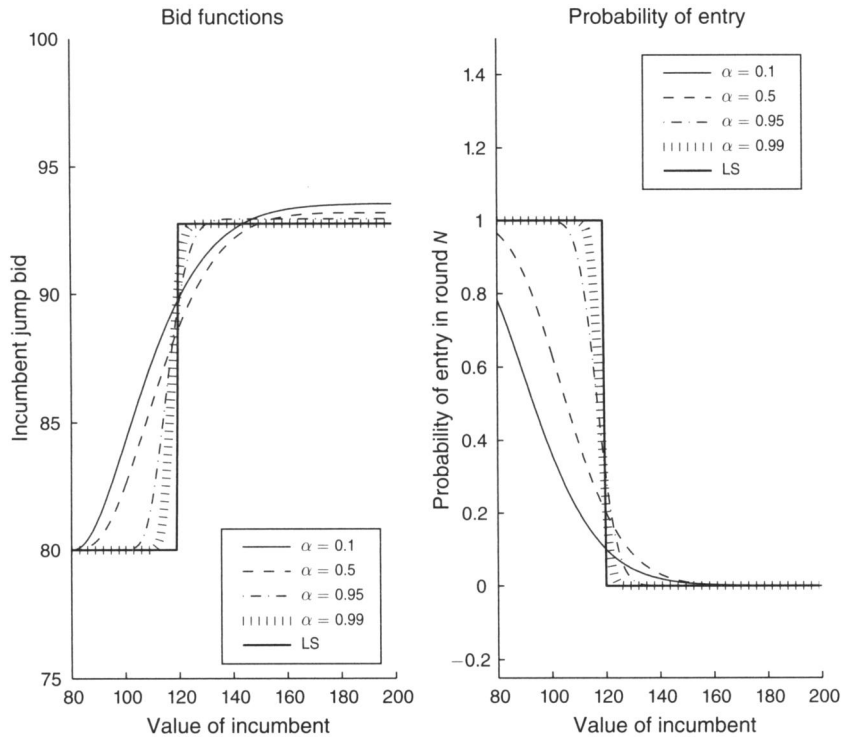 Bid functions
100
95
90
85
80
75
Incumbent jump bid
α = 0.1
α = 0.5
α = 0.95
α = 0.99
LS
80 100 120 140 160 180 200
Value of incumbent
Probability of entry
1.4
1.2
1
0.8
0.6
0.4
0.2
0
−0.2
Probability of entry in round N
α = 0.1
α = 0.5
α = 0.95
α = 0.99
LS
80 100 120 140 160 180 200
Value of incumbent